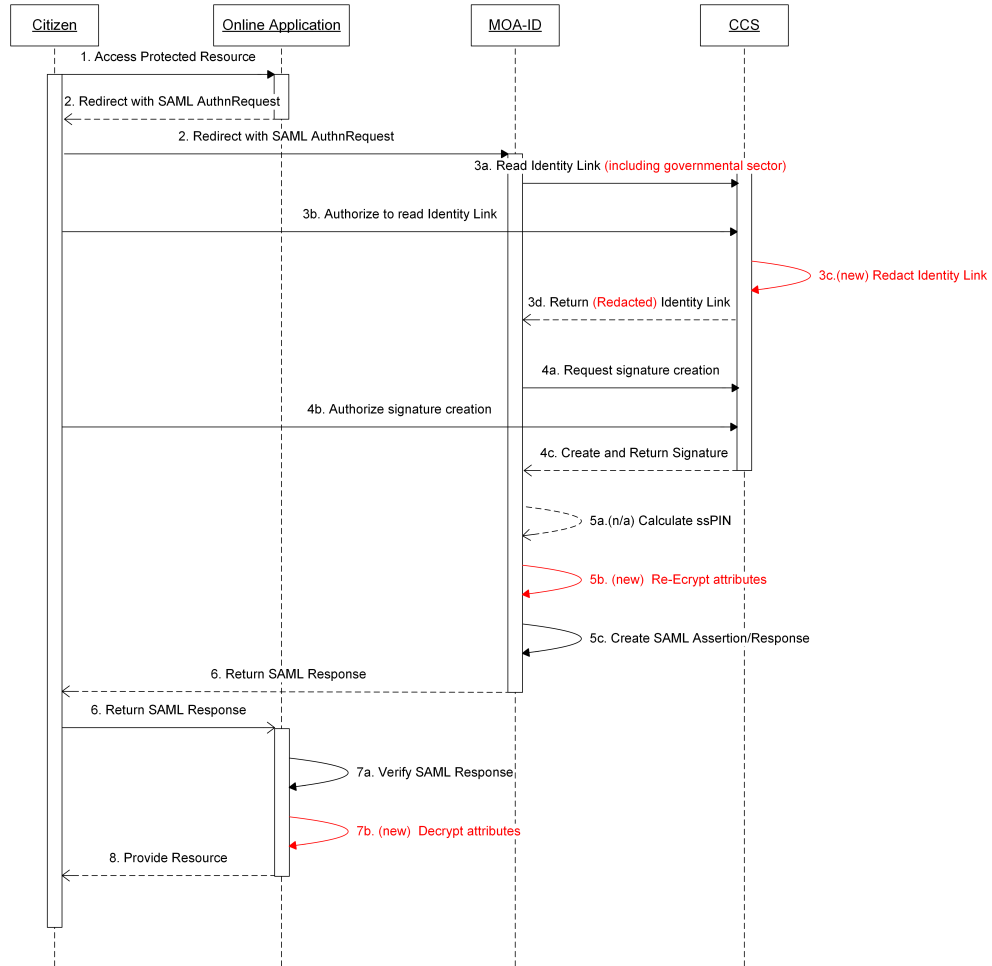 Citizen
Online Application
MOA-ID
CCS
1. Access Protected Resource
2. Redirect with SAML AuthnRequest
2. Redirect with SAML AuthnRequest
3a. Read Identity Link (including governmental sector)
3b. Authorize to read Identity Link
3c.(new) Redact Identity Link
3d. Return (Redacted) Identity Link
4a. Request signature creation
4b. Authorize signature creation
4c. Create and Return Signature
5a.(n/a) Calculate ssPIN
5b. (new) Re-Ecrypt attributes
5c. Create SAML Assertion/Response
6. Return SAML Response
6. Return SAML Response
7a. Verify SAML Response
7b. (new) Decrypt attributes
8. Provide Resource